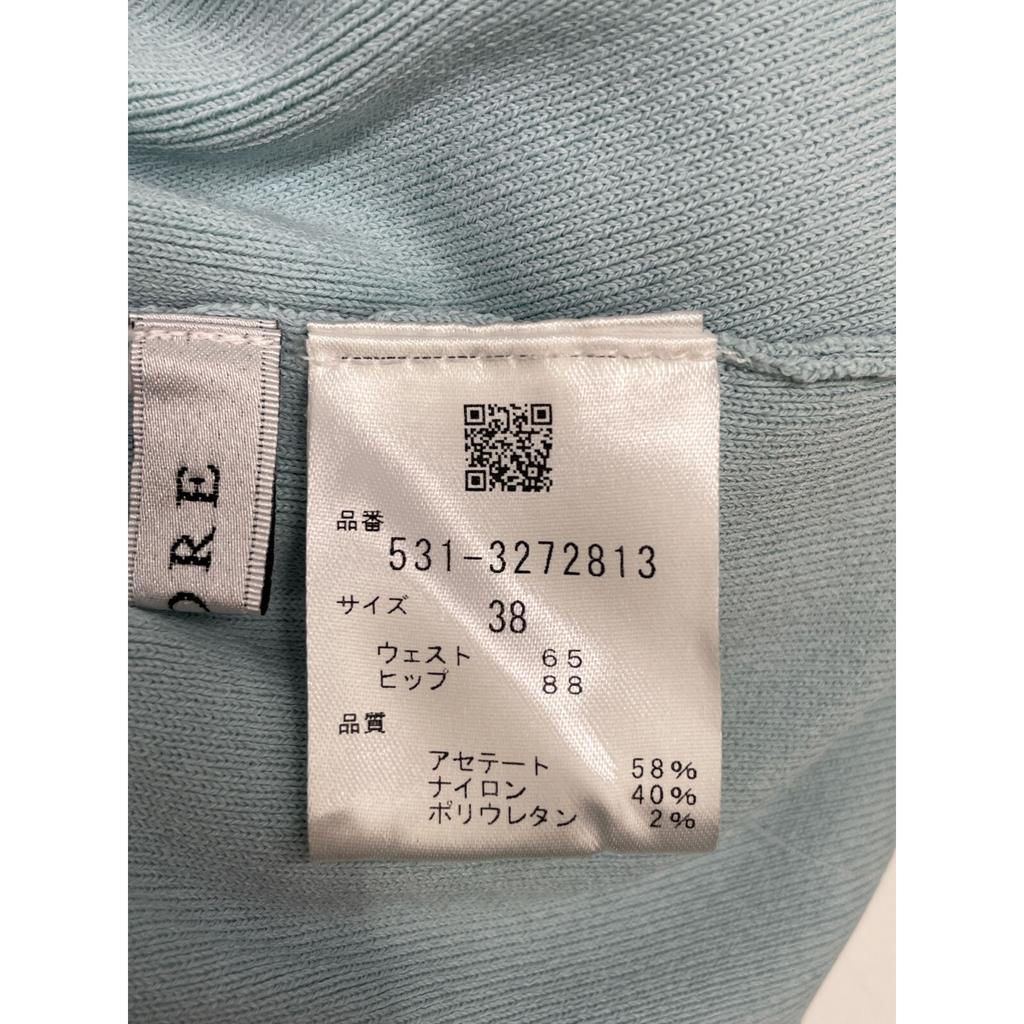 ORE
品番
531-3272813
サイズ 38
ウェスト 65
ヒップ 88
品質
アセテート 58%
ナイロン 40%
ポリウレタン 2%